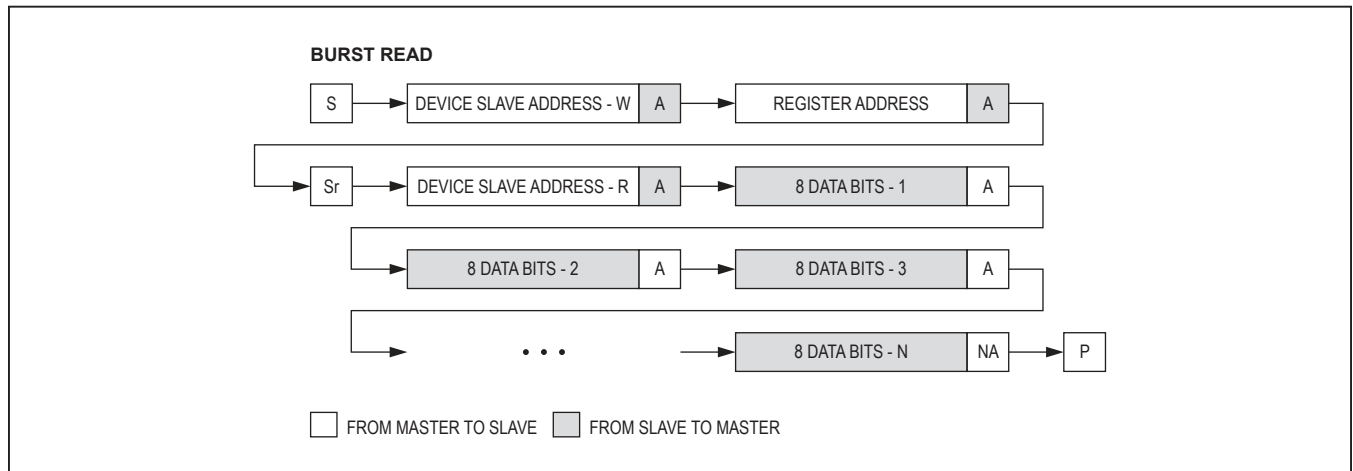 BURST READ
S DEVICE SLAVE ADDRESS - W A REGISTER ADDRESS A
Sr DEVICE SLAVE ADDRESS - R A 8 DATA BITS - 1 A
8 DATA BITS - 2 A 8 DATA BITS - 3 A
• • • 8 DATA BITS - N NA P
FROM MASTER TO SLAVE FROM SLAVE TO MASTER